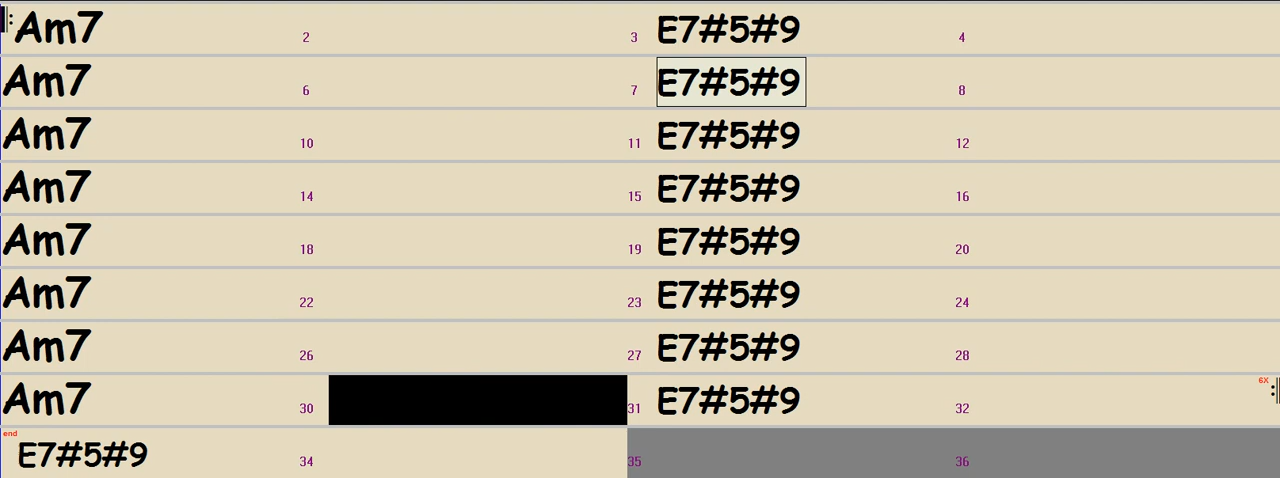 Am7 2 3 E7#5#9 4
Am7 6 7 E7#5#9 8
Am7 10 11 E7#5#9 12
Am7 14 15 E7#5#9 16
Am7 18 19 E7#5#9 20
Am7 22 23 E7#5#9 24
Am7 26 27 E7#5#9 28
Am7 30 31 E7#5#9 32 6X
end
E7#5#9 34 35 36